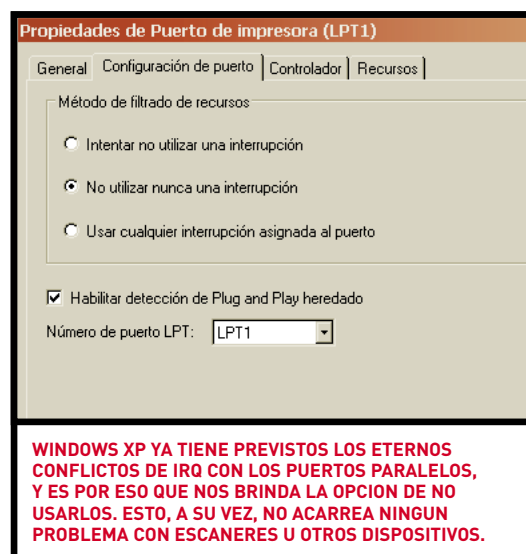 Propiedades de Puerto de impresora (LPT1)
General Configuración de puerto Controlador Recursos
Método de filtrado de recursos
Intentar no utilizar una interrupción
No utilizar nunca una interrupción
Usar cualquier interrupción asignada al puerto
Habilitar detección de Plug and Play heredado
Número de puerto LPT: LPT1
WINDOWS XP YA TIENE PREVISTOS LOS ETERNOS
CONFLICTOS DE IRQ CON LOS PUERTOS PARALELOS,
Y ES POR ESO QUE NOS BRINDA LA OPCION DE NO
USARLOS. ESTO, A SU VEZ, NO ACARREA NINGUN
PROBLEMA CON ESCANERES U OTROS DISPOSITIVOS.